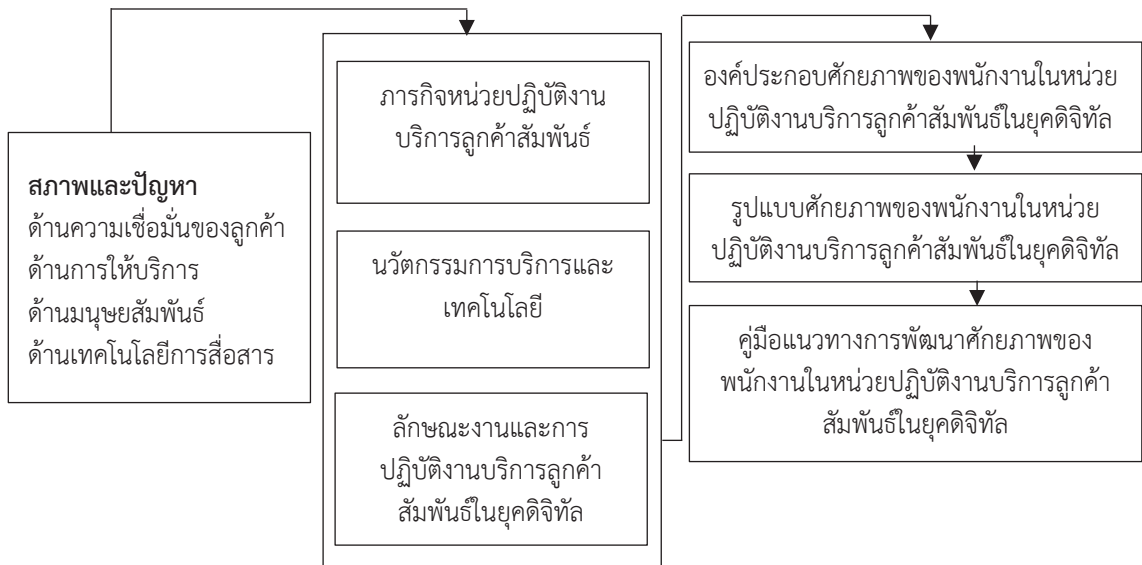 สภาพและปัญหา
ด้านความเชื่อมั่นของลูกค้า
ด้านการให้บริการ
ด้านมนุษยสัมพันธ์
ด้านเทคโนโลยีการสื่อสาร
ภารกิจหน่วยปฏิบัติงาน
บริการลูกค้าสัมพันธ์
นวัตกรรมการบริการและ
เทคโนโลยี
ลักษณะงานและการ
ปฏิบัติงานบริการลูกค้า
สัมพันธ์ในยุคดิจิทัล
องค์ประกอบศักยภาพของพนักงานในหน่วย
ปฏิบัติงานบริการลูกค้าสัมพันธ์ในยุคดิจิทัล
รูปแบบศักยภาพของพนักงานในหน่วย
ปฏิบัติงานบริการลูกค้าสัมพันธ์ในยุคดิจิทัล
คู่มือแนวทางการพัฒนาศักยภาพของ
พนักงานในหน่วยปฏิบัติงานบริการลูกค้า
สัมพันธ์ในยุคดิจิทัล